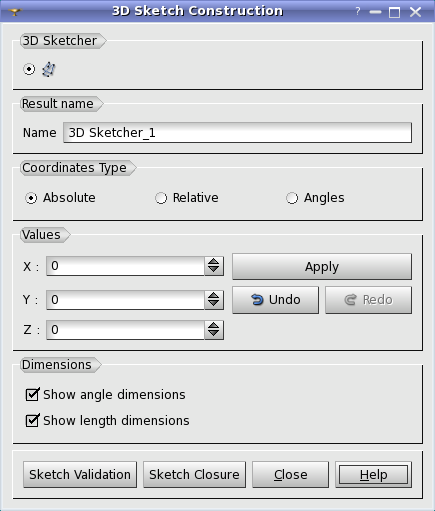 3D Sketch Construction ?
3D Sketcher
Result name
Name 3D Sketcher_1
Coordinates Type
Absolute Relative Angles
Values
X : 0 Apply
Y : 0 Undo Redo
Z : 0
Dimensions
Show angle dimensions
Show length dimensions
Sketch Validation Sketch Closure Close Help